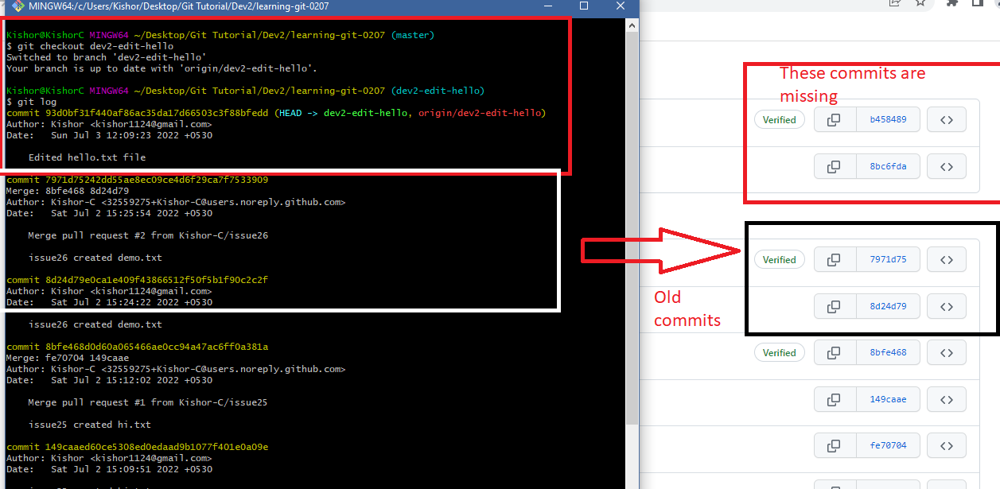 MINGW64:/c/Users/Kishor/Desktop/Git Tutorial/Dev2/learning-git-0207
Kishor@KishorC MINGW64 ~/Desktop/Git Tutorial/Dev2/learning-git-0207 (master)
$ git checkout dev2-edit-hello
Switched to branch 'dev2-edit-hello'
Your branch is up to date with 'origin/dev2-edit-hello'.
Kishor@KishorC MINGW64 ~/Desktop/Git Tutorial/Dev2/learning-git-0207 (dev2-edit-hello)
$ git log
commit 93d0bf31f440af86ac35da17d66503c3f88bfedd (HEAD -> dev2-edit-hello, origin/dev2-edit-hello)
Author: Kishor <kishor1124@gmail.com>
Date:   Sun Jul 3 12:09:23 2022 +0530
Edited hello.txt file
commit 7971d75242dd55ae8ec09ce4d6f29ca7f7533909
Merge: 8bfe468 8d24d79
Author: Kishor-C <32559275+Kishor-C@users.noreply.github.com>
Date:   Sat Jul 2 15:25:54 2022 +0530
Merge pull request #2 from Kishor-C/issue26
issue26 created demo.txt
commit 8d24d79e0ca1e409f43866512f50f5b1f90c2c2f
Author: Kishor <kishor1124@gmail.com>
Date:   Sat Jul 2 15:24:22 2022 +0530
issue26 created demo.txt
commit 8bfe468d0d60a065466ae0cc94a47ac6ff0a381a
Merge: fe70704 149caae
Author: Kishor-C <32559275+Kishor-C@users.noreply.github.com>
Date:   Sat Jul 2 15:12:02 2022 +0530
Merge pull request #1 from Kishor-C/issue25
issue25 created hi.txt
commit 149caaed60ce5308ed0edaad9b1077f401e0a09e
Author: Kishor <kishor1124@gmail.com>
Date:   Sat Jul 2 15:09:51 2022 +0530
These commits are
missing
Verified b458489 <>
8bc6fda <>
Verified 7971d75 <>
Old
commits
8d24d79 <>
Verified 8bfe468 <>
149caae <>
fe70704 <>